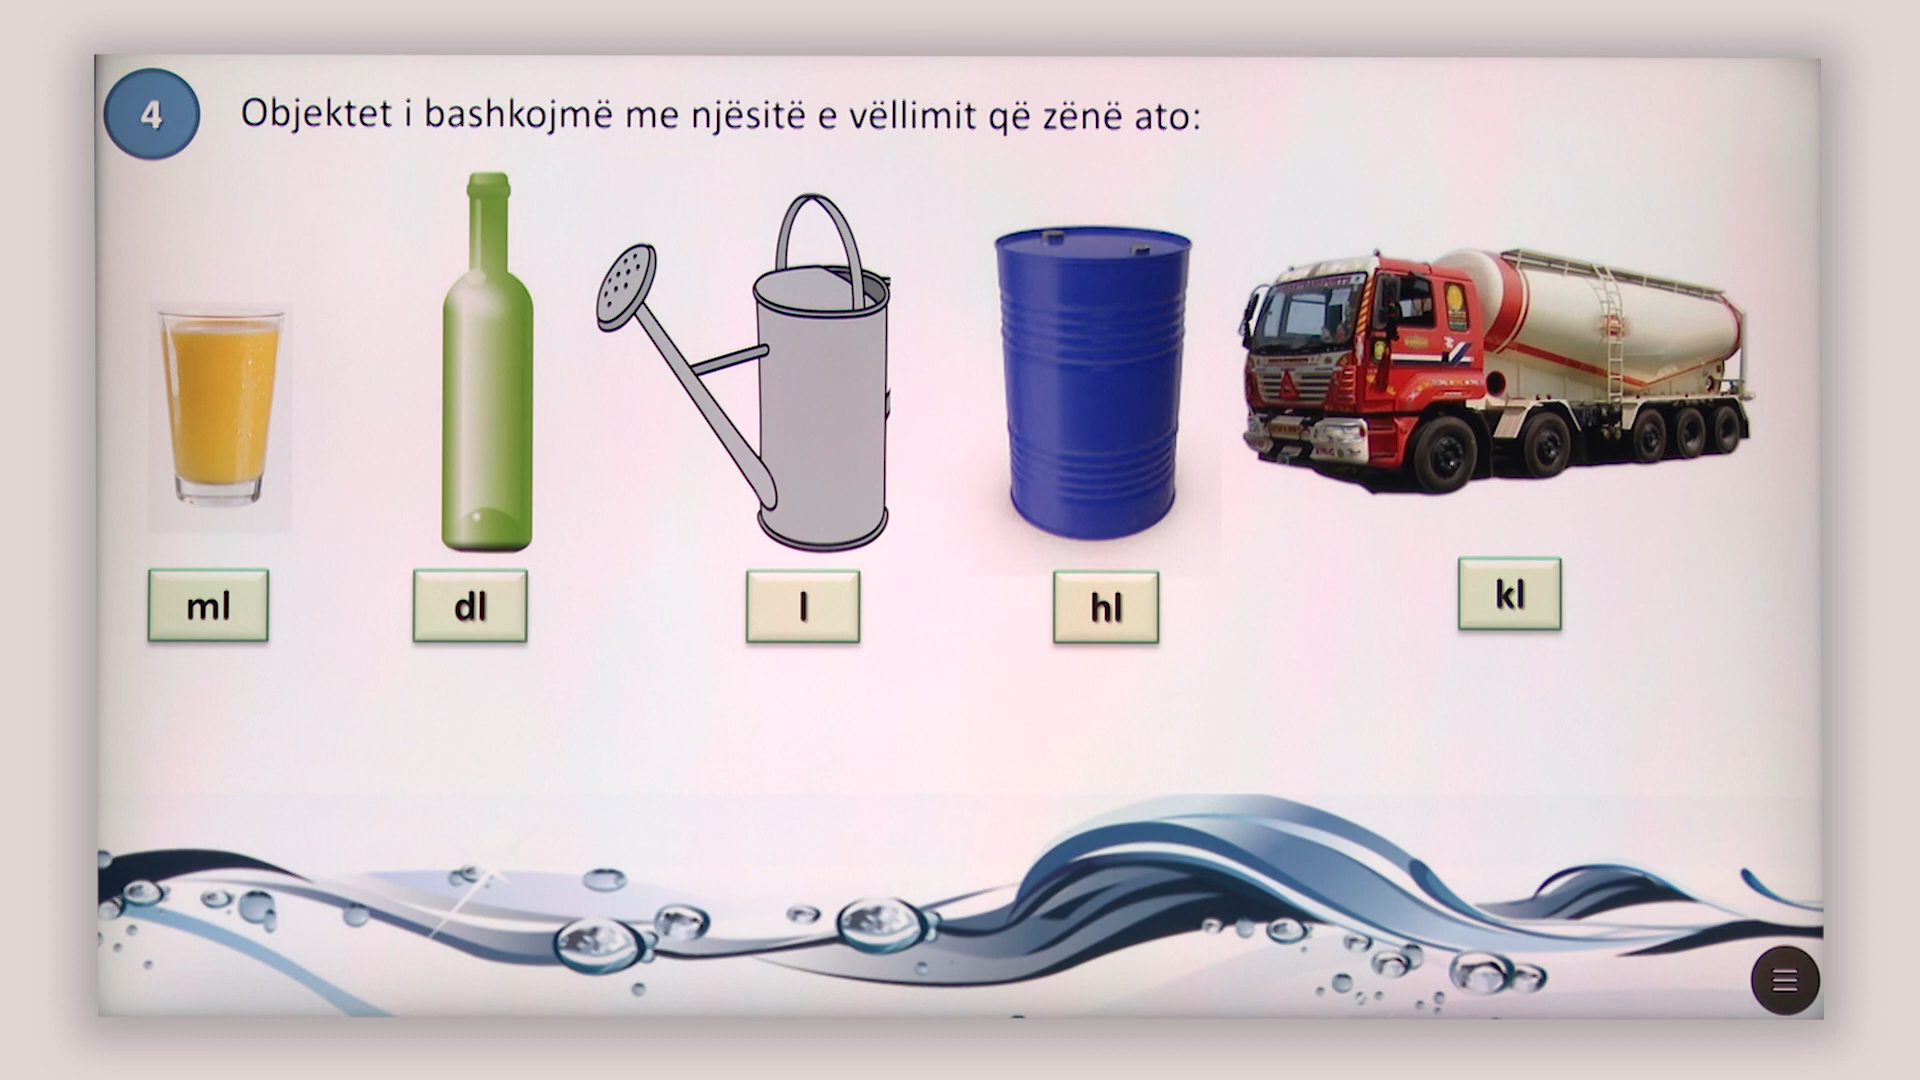 4
Objektet i bashkojmë me njësitë e vëllimit që zënë ato:
ml
dl
l
hl
kl